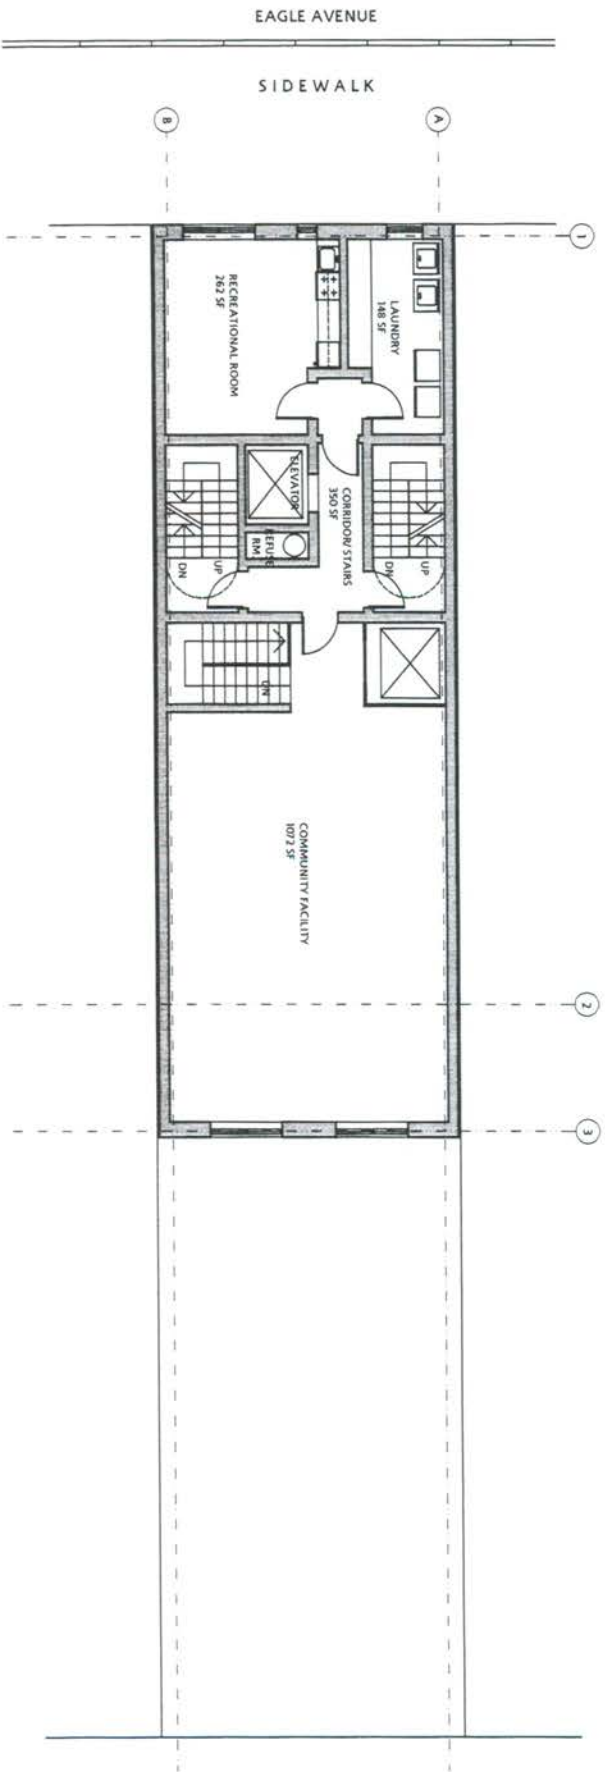 EAGLE AVENUE
SIDEWALK
B
A
1
RECREATIONAL ROOM
262 SF
LAUNDRY
148 SF
ELEVATOR
CORRIDOR/ STAIRS
350 SF
REFUSE
RM
UP
DN
UP
DN
DN
COMMUNITY FACILITY
1072 SF
2
3